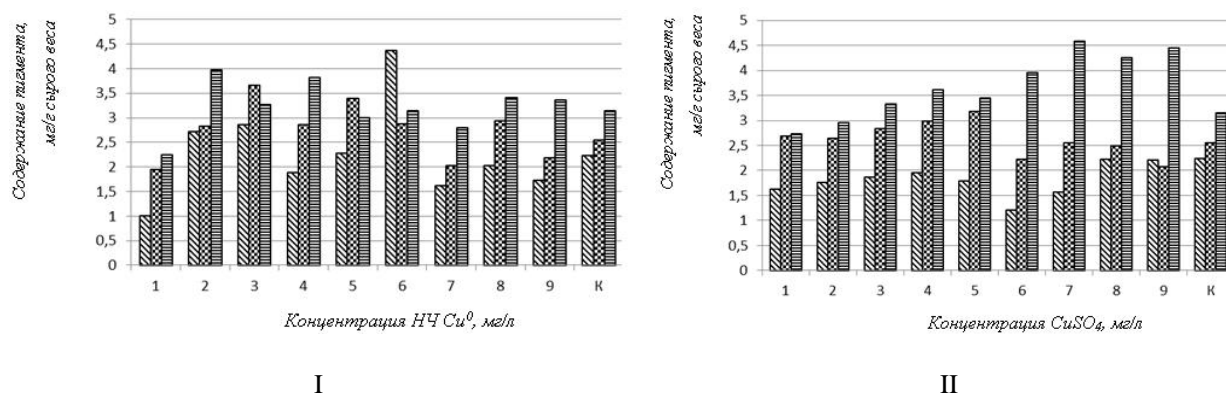 Содержание пигмента,
мг/г сырого веса
5
4,5
4
3,5
3
2,5
2
1,5
1
0,5
0
1 2 3 4 5 6 7 8 9 К
Концентрация НЧ Cu⁰, мг/л
I
Содержание пигмента,
мг/г сырого веса
5
4,5
4
3,5
3
2,5
2
1,5
1
0,5
0
1 2 3 4 5 6 7 8 9 К
Концентрация CuSO₄, мг/л
II